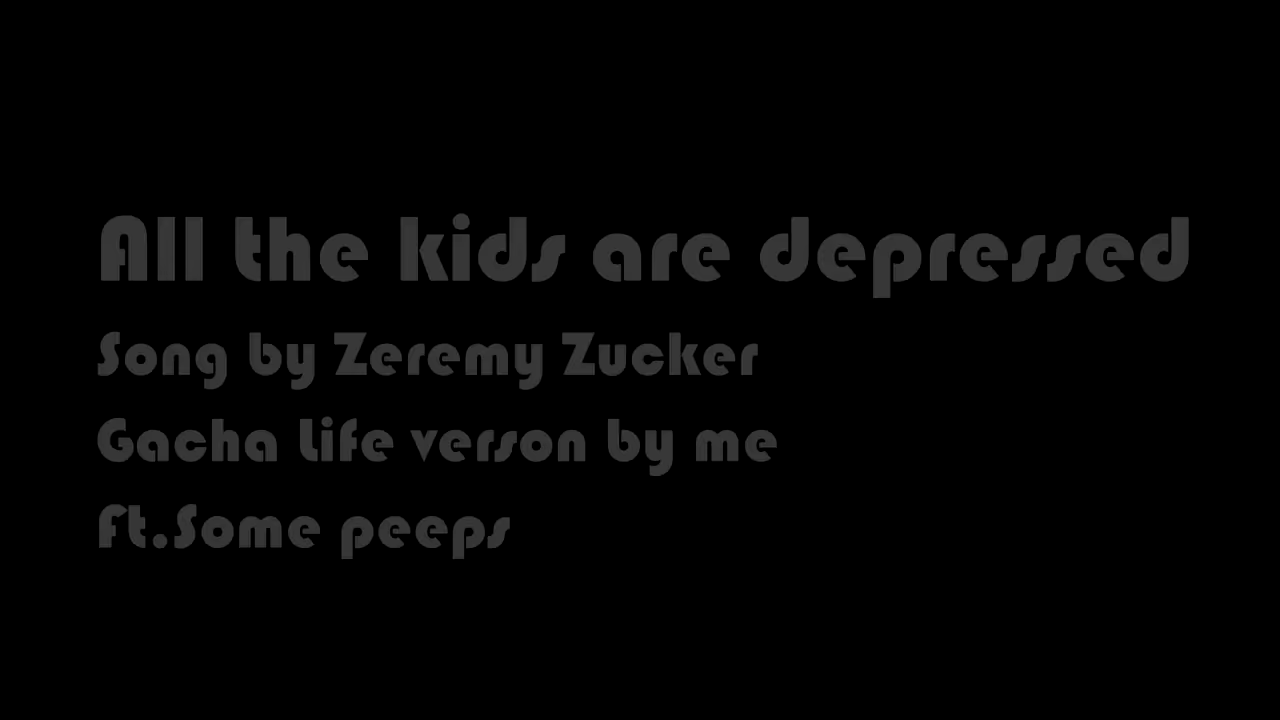 All the kids are depressed
Song by Zeremy Zucker
Gacha Life verson by me
Ft.Some peeps